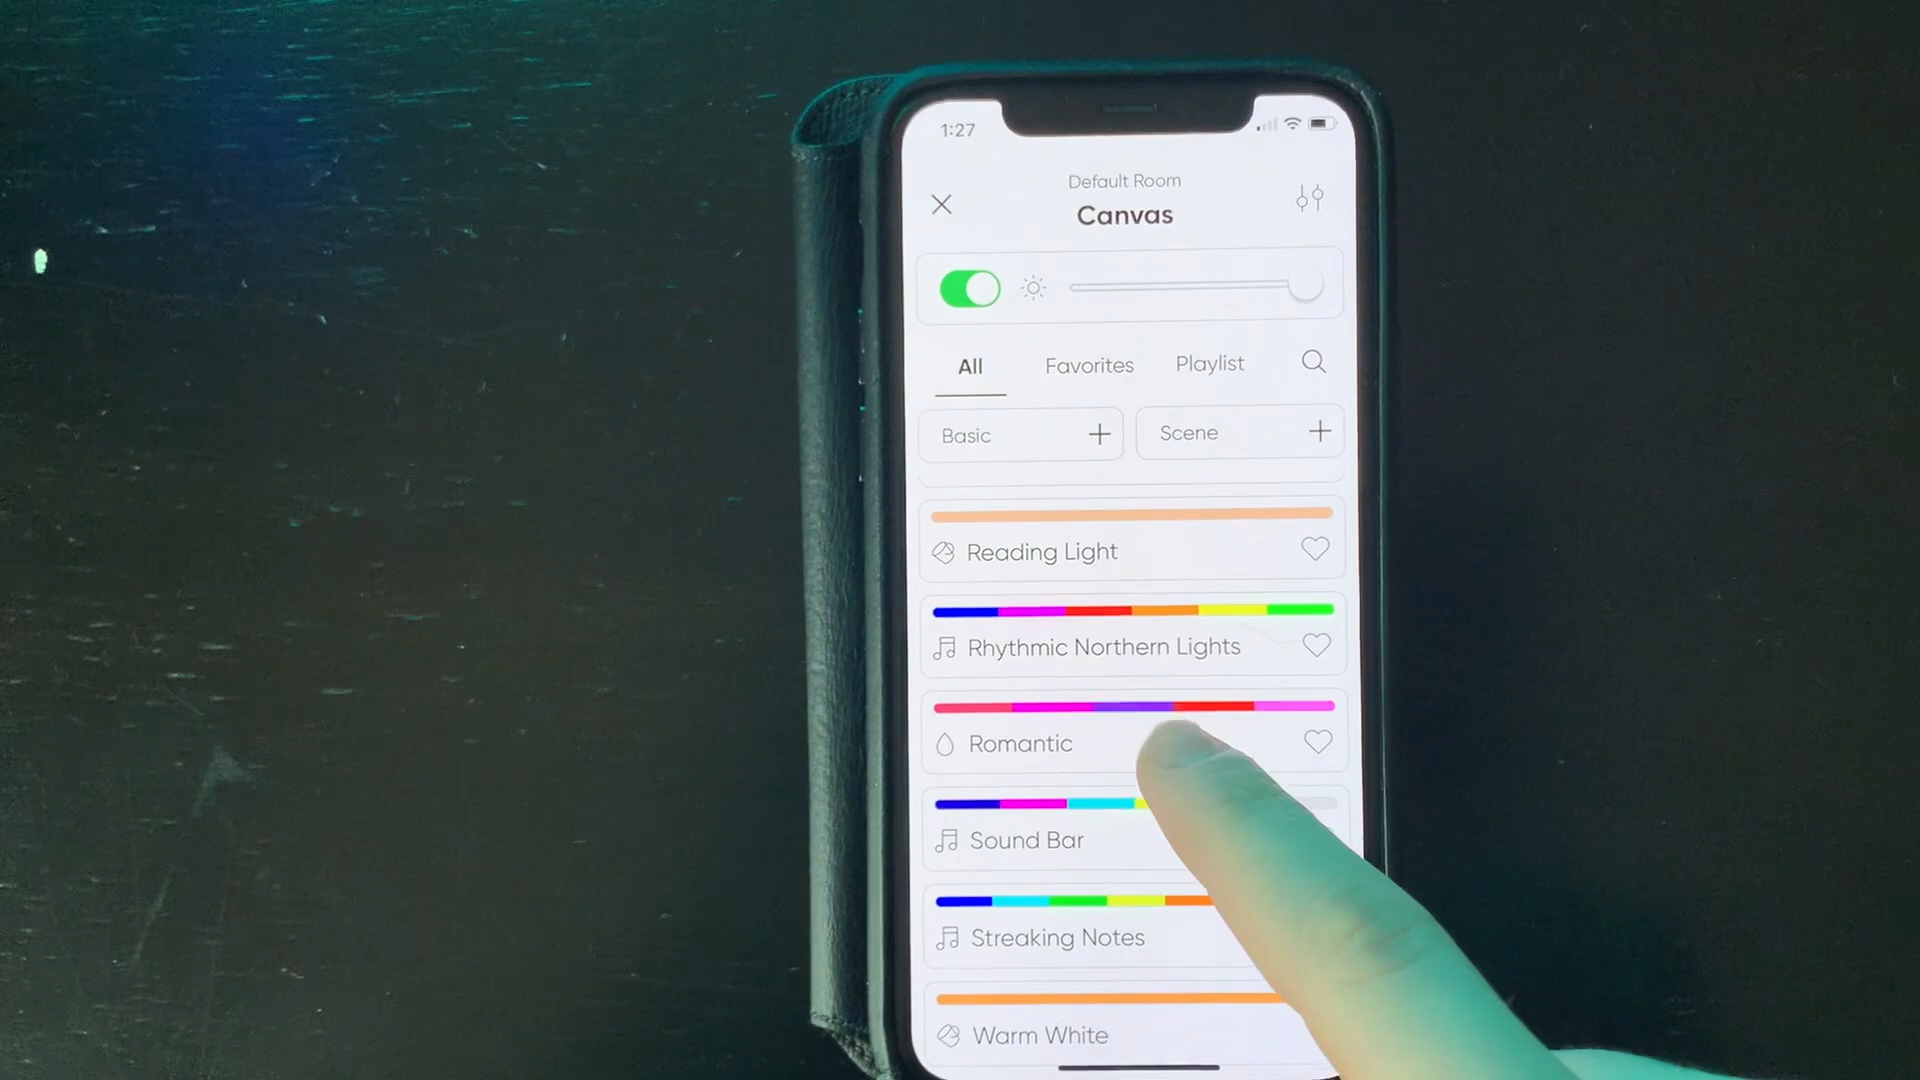 1:27
Default Room
Canvas
All Favorites Playlist
Basic Scene
Reading Light
Rhythmic Northern Lights
Romantic
Sound Bar
Streaking Notes
Warm White